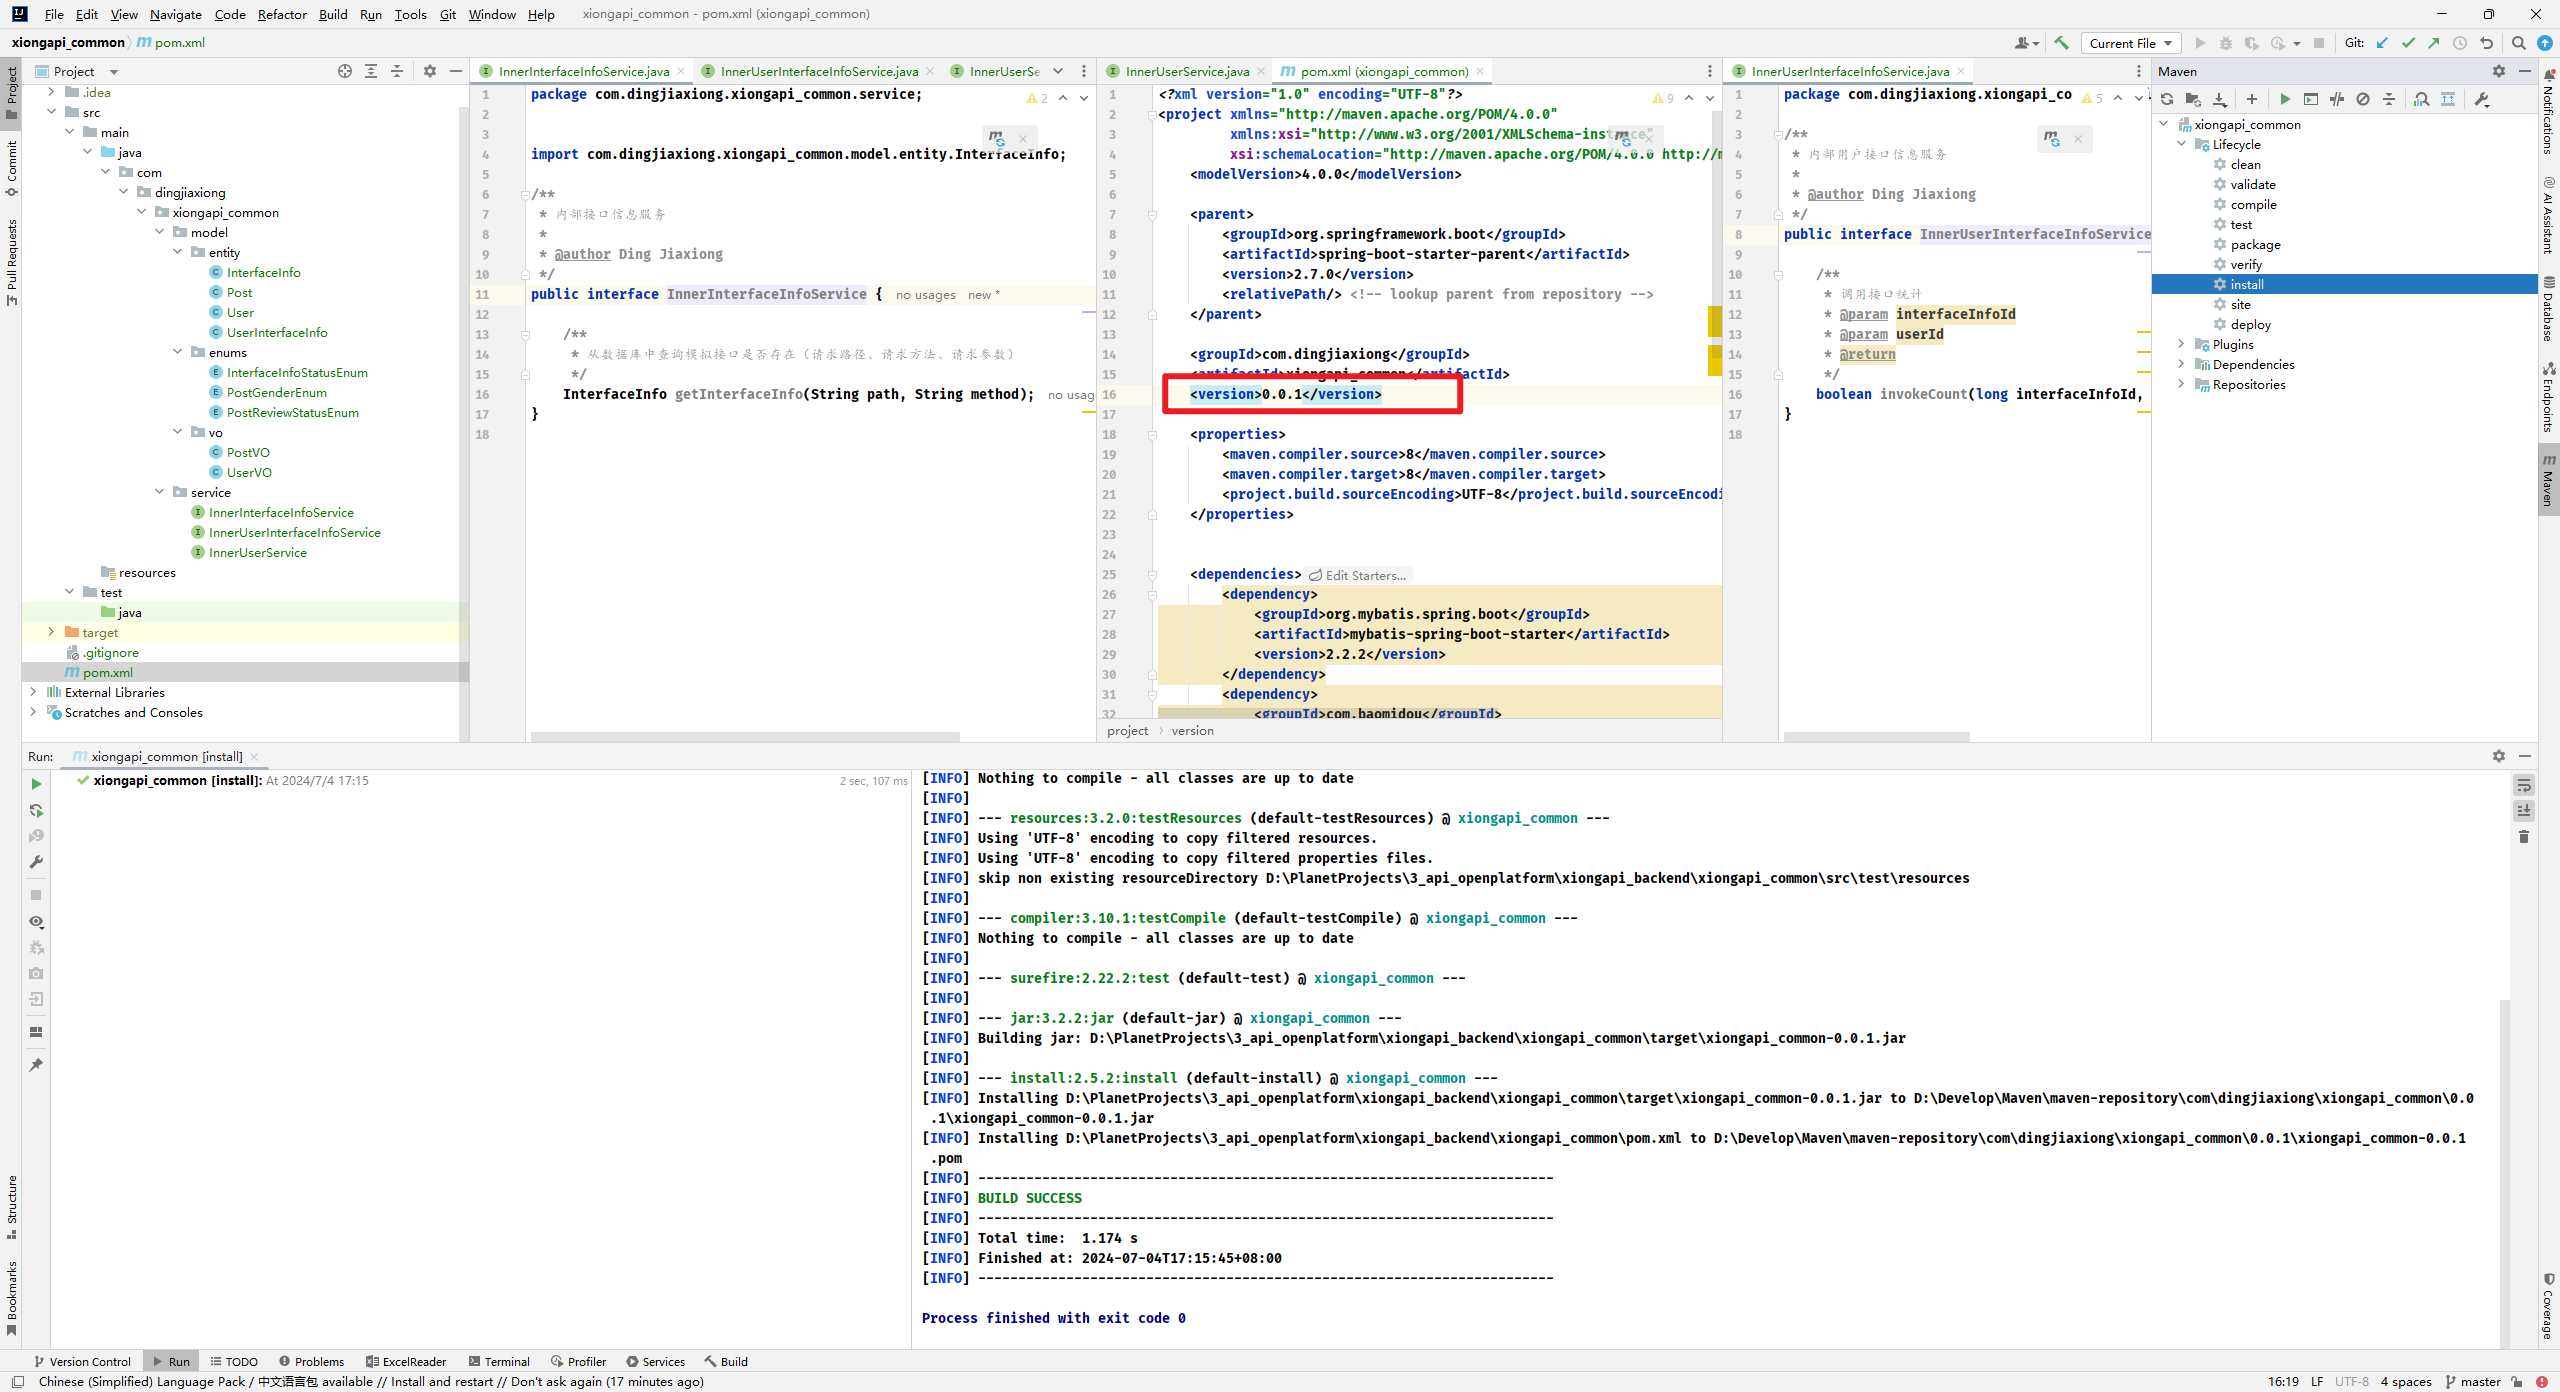 File Edit View Navigate Code Refactor Build Run Tools Git Window Help xiongapi_common - pom.xml (xiongapi_common)
xiongapi_common pom.xml
Current File Git:
Project
InnerInterfaceInfoService.java InnerUserInterfaceInfoService.java InnerUserSe
InnerUserService.java pom.xml (xiongapi_common)
InnerUserInterfaceInfoService.java
Maven
Project
Commit
Pull Requests
Structure
Bookmarks
.idea
src
main
java
com
dingjiaxiong
xiongapi_common
model
entity
InterfaceInfo
Post
User
UserInterfaceInfo
enums
InterfaceInfoStatusEnum
PostGenderEnum
PostReviewStatusEnum
vo
PostVO
UserVO
service
InnerInterfaceInfoService
InnerUserInterfaceInfoService
InnerUserService
resources
test
java
target
.gitignore
pom.xml
External Libraries
Scratches and Consoles
1 package com.dingjiaxiong.xiongapi_common.service; 2
2
3
4 import com.dingjiaxiong.xiongapi_common.model.entity.InterfaceInfo;
5
6 /**
7 * 内部接口信息服务
8 *
9 * @author Ding Jiaxiong
10 */
11 public interface InnerInterfaceInfoService { no usages new *
12
13 /**
14 * 从数据库中查询模拟接口是否存在（请求路径、请求方法、请求参数）
15 */
16 InterfaceInfo getInterfaceInfo(String path, String method); no usag
17 }
18
1 <?xml version="1.0" encoding="UTF-8"?> 9
2 <project xmlns="http://maven.apache.org/POM/4.0.0"
3 xmlns:xsi="http://www.w3.org/2001/XMLSchema-instance"
4 xsi:schemaLocation="http://maven.apache.org/POM/4.0.0 http://m
5 <modelVersion>4.0.0</modelVersion>
6
7 <parent>
8 <groupId>org.springframework.boot</groupId>
9 <artifactId>spring-boot-starter-parent</artifactId>
10 <version>2.7.0</version>
11 <relativePath/> <!-- lookup parent from repository -->
12 </parent>
13
14 <groupId>com.dingjiaxiong</groupId>
15 <artifactId>xiongapi_common</artifactId>
16 <version>0.0.1</version>
17
18 <properties>
19 <maven.compiler.source>8</maven.compiler.source>
20 <maven.compiler.target>8</maven.compiler.target>
21 <project.build.sourceEncoding>UTF-8</project.build.sourceEncodi
22 </properties>
23
24
25 <dependencies> Edit Starters...
26 <dependency>
27 <groupId>org.mybatis.spring.boot</groupId>
28 <artifactId>mybatis-spring-boot-starter</artifactId>
29 <version>2.2.2</version>
30 </dependency>
31 <dependency>
32 <groupId>com.baomidou</groupId>
project version
1 package com.dingjiaxiong.xiongapi_co 5
2
3 /**
4 * 内部用户接口信息服务
5 *
6 * @author Ding Jiaxiong
7 */
8 public interface InnerUserInterfaceInfoService
9
10 /**
11 * 调用接口统计
12 * @param interfaceInfoId
13 * @param userId
14 * @return
15 */
16 boolean invokeCount(long interfaceInfoId,
17 }
18
xiongapi_common
Lifecycle
clean
validate
compile
test
package
verify
install
site
deploy
Plugins
Dependencies
Repositories
Notifications
AI Assistant
Database
Endpoints
Maven
Coverage
Run: xiongapi_common [install]
xiongapi_common [install]: At 2024/7/4 17:15 2 sec, 107 ms
[INFO] Nothing to compile - all classes are up to date
[INFO]
[INFO] --- resources:3.2.0:testResources (default-testResources) @ xiongapi_common ---
[INFO] Using 'UTF-8' encoding to copy filtered resources.
[INFO] Using 'UTF-8' encoding to copy filtered properties files.
[INFO] skip non existing resourceDirectory D:\PlanetProjects\3_api_openplatform\xiongapi_backend\xiongapi_common\src\test\resources
[INFO]
[INFO] --- compiler:3.10.1:testCompile (default-testCompile) @ xiongapi_common ---
[INFO] Nothing to compile - all classes are up to date
[INFO]
[INFO] --- surefire:2.22.2:test (default-test) @ xiongapi_common ---
[INFO]
[INFO] --- jar:3.2.2:jar (default-jar) @ xiongapi_common ---
[INFO] Building jar: D:\PlanetProjects\3_api_openplatform\xiongapi_backend\xiongapi_common\target\xiongapi_common-0.0.1.jar
[INFO]
[INFO] --- install:2.5.2:install (default-install) @ xiongapi_common ---
[INFO] Installing D:\PlanetProjects\3_api_openplatform\xiongapi_backend\xiongapi_common\target\xiongapi_common-0.0.1.jar to D:\Develop\Maven\maven-repository\com\dingjiaxiong\xiongapi_common\0.0
.1\xiongapi_common-0.0.1.jar
[INFO] Installing D:\PlanetProjects\3_api_openplatform\xiongapi_backend\xiongapi_common\pom.xml to D:\Develop\Maven\maven-repository\com\dingjiaxiong\xiongapi_common\0.0.1\xiongapi_common-0.0.1
.pom
[INFO] ------------------------------------------------------------------------
[INFO] BUILD SUCCESS
[INFO] ------------------------------------------------------------------------
[INFO] Total time:  1.174 s
[INFO] Finished at: 2024-07-04T17:15:45+08:00
[INFO] ------------------------------------------------------------------------
Process finished with exit code 0
Version Control Run TODO Problems ExcelReader Terminal Profiler Services Build
Chinese (Simplified) Language Pack / 中文语言包 available // Install and restart // Don't ask again (17 minutes ago) 16:19 LF UTF-8 4 spaces master